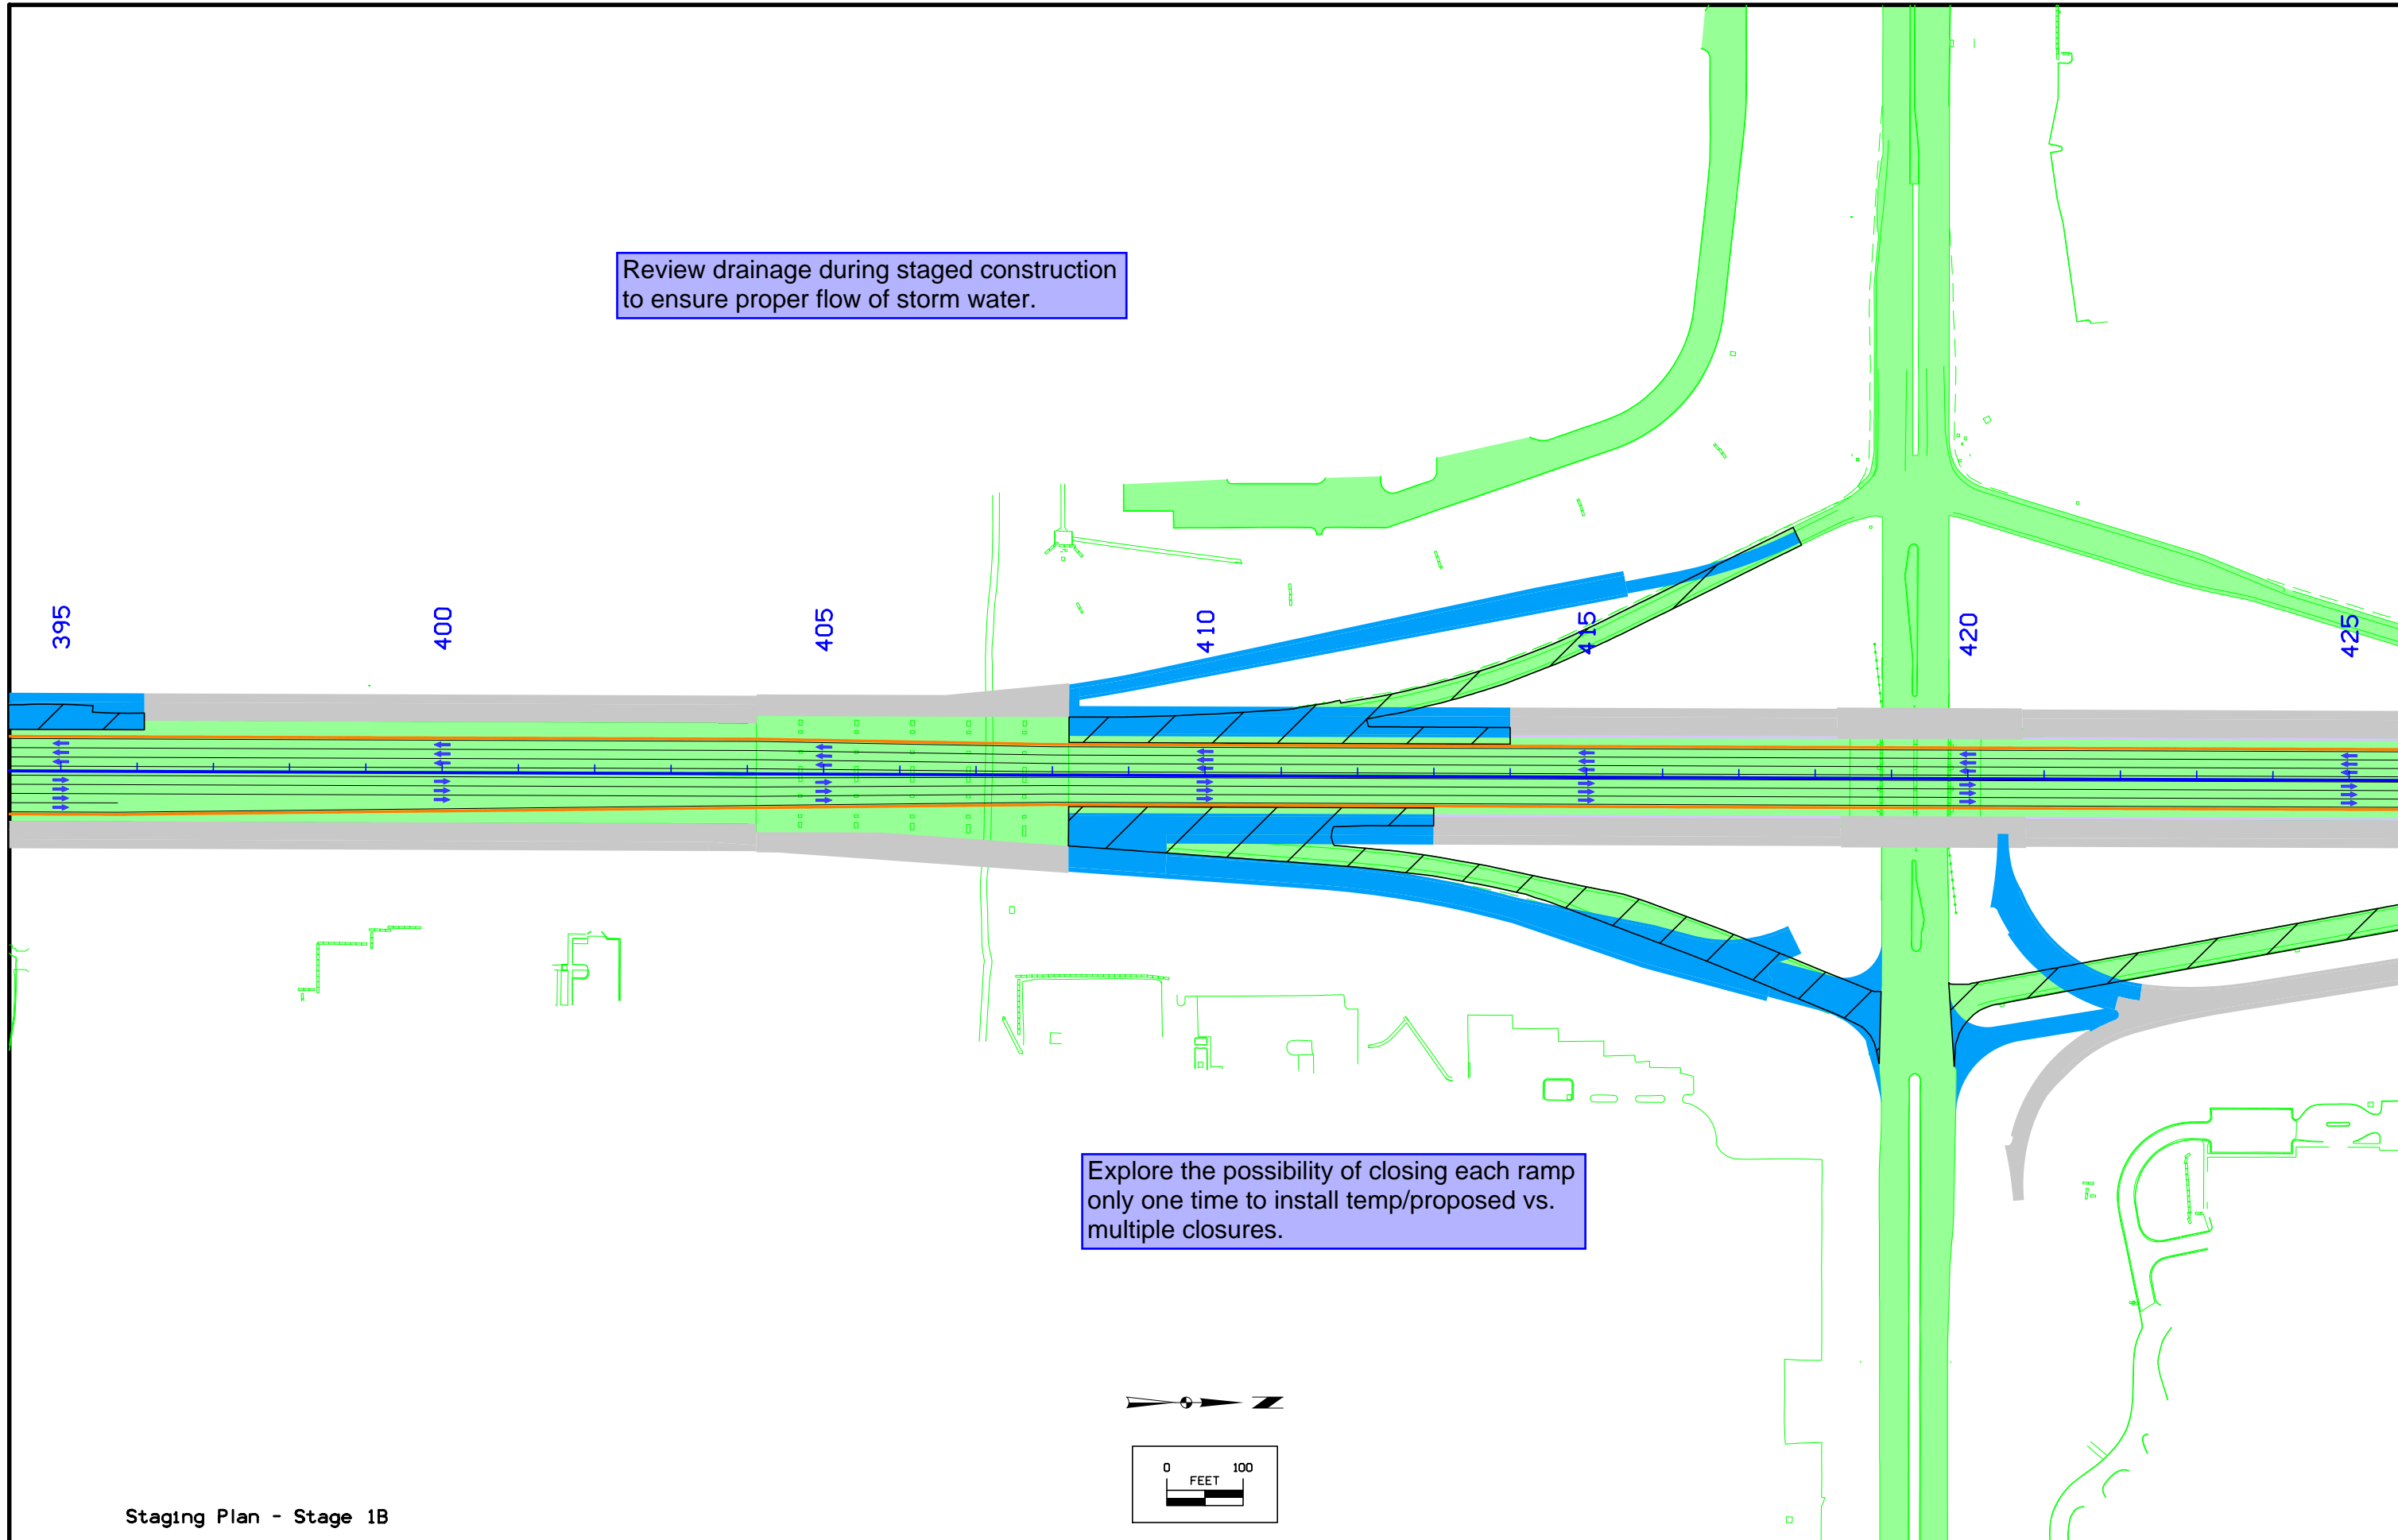 Review drainage during staged construction
to ensure proper flow of storm water.
395
400
405
410
415
420
425
Explore the possibility of closing each ramp
only one time to install temp/proposed vs.
multiple closures.
N
0 100
FEET
Staging Plan - Stage 1B